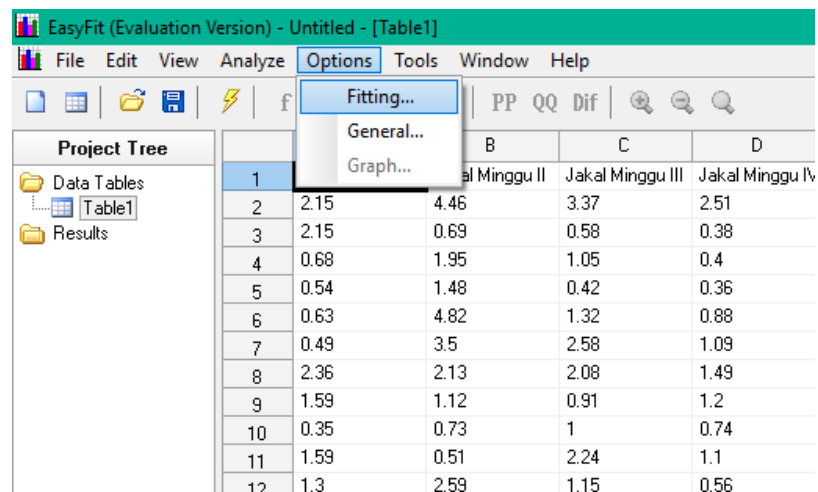 EasyFit (Evaluation Version) - Untitled - [Table1]
File Edit View Analyze Options Tools Window Help
Fitting...
General...
Graph...
f PP QQ Dif
Project Tree
Data Tables
Table1
Results
B C D
1 al Minggu II Jakal Minggu III Jakal Minggu IV
2 2.15 4.46 3.37 2.51
3 2.15 0.69 0.58 0.38
4 0.68 1.95 1.05 0.4
5 0.54 1.48 0.42 0.36
6 0.63 4.82 1.32 0.88
7 0.49 3.5 2.58 1.09
8 2.36 2.13 2.08 1.49
9 1.59 1.12 0.91 1.2
10 0.35 0.73 1 0.74
11 1.59 0.51 2.24 1.1
12 1.3 2.59 1.15 0.56